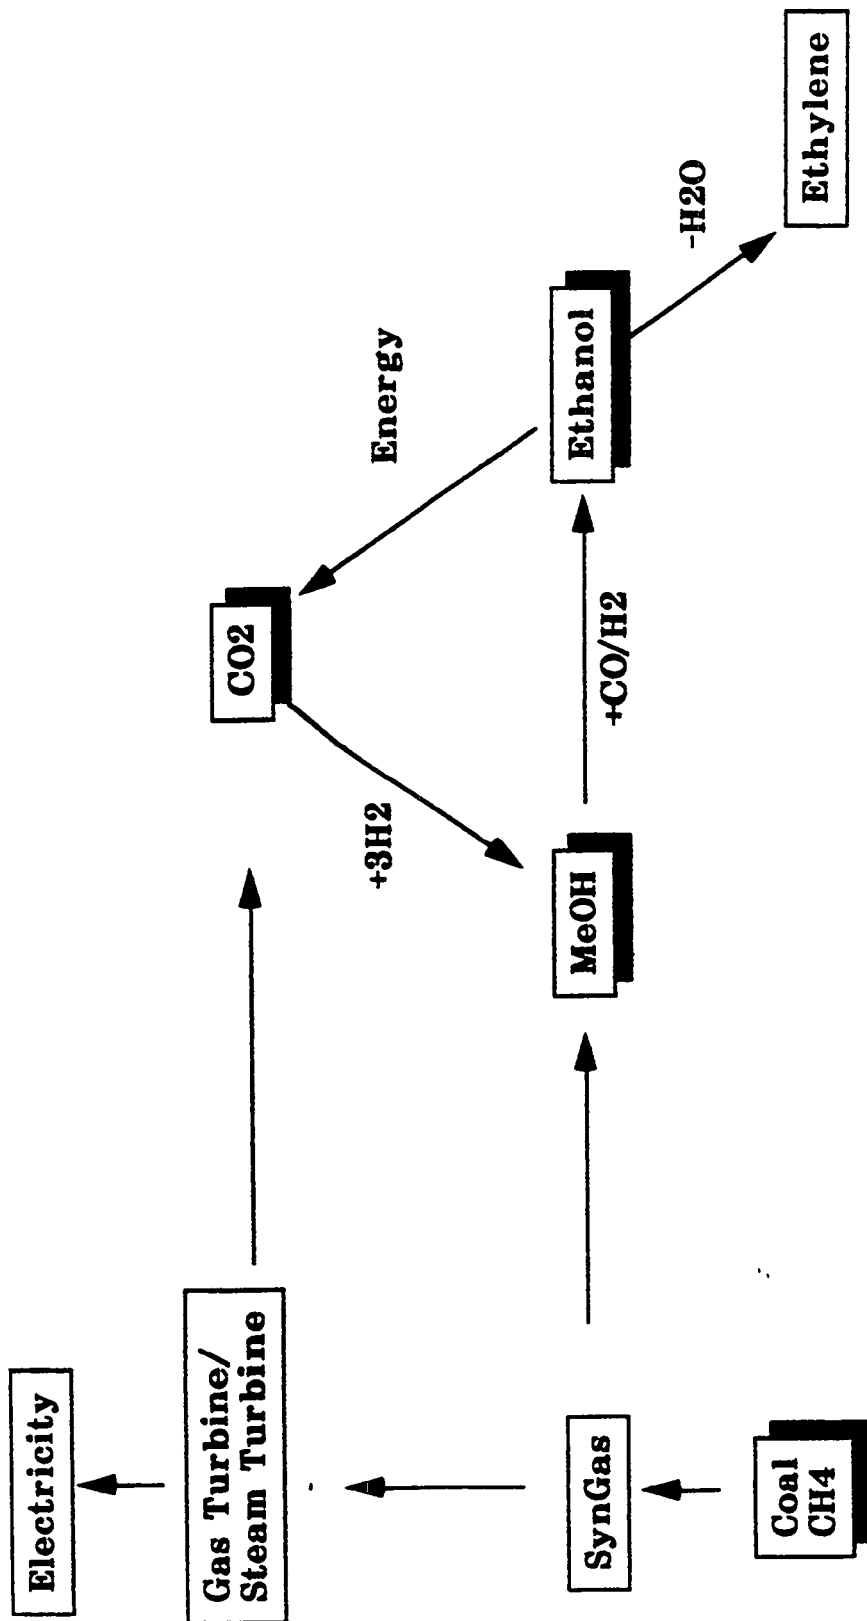 Electricity
Gas Turbine/
Steam Turbine
CO2
+3H2
Energy
SynGas
MeOH
+CO/H2
Ethanol
-H2O
Coal
CH4
Ethylene